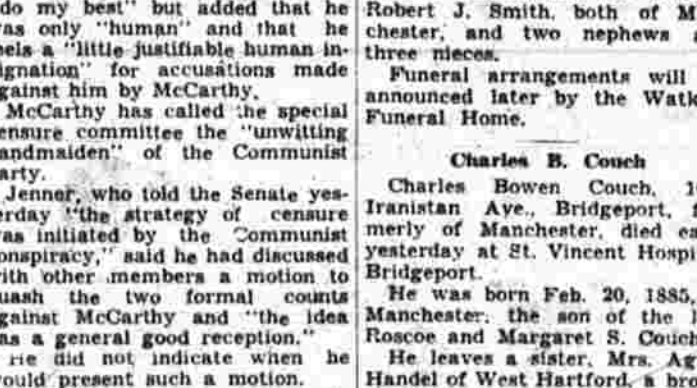 do my best" but added that he
was only "human" and that he
feels a "little justifiable human in-
dignation" for accusations made
against him by McCarthy.
McCarthy has called the special
censure committee the "unwitting
handmaiden" of the Communist
Party.
Jenner, who told the Senate yes-
terday "the strategy of censure
was initiated by the Communist
conspiracy," said he had discussed
with other members a motion to
quash the two formal counts
against McCarthy and "the idea
has a general good reception."
He did not indicate when he
would present such a motion.
Robert J. Smith, both of
chester, and two nephews
three nieces.
Funeral arrangements will
announced later by the
Funeral Home.
Charles B. Couch
Charles Bowen Couch,
Iranistan Aye., Bridgeport,
merly of Manchester, died
yesterday at St. Vincent
Bridgeport.
He was born Feb. 20, 1885,
Manchester, the son of the
Roscoe and Margaret S. Couch
He leaves a sister, Mrs.
Handel of West Hartford, a